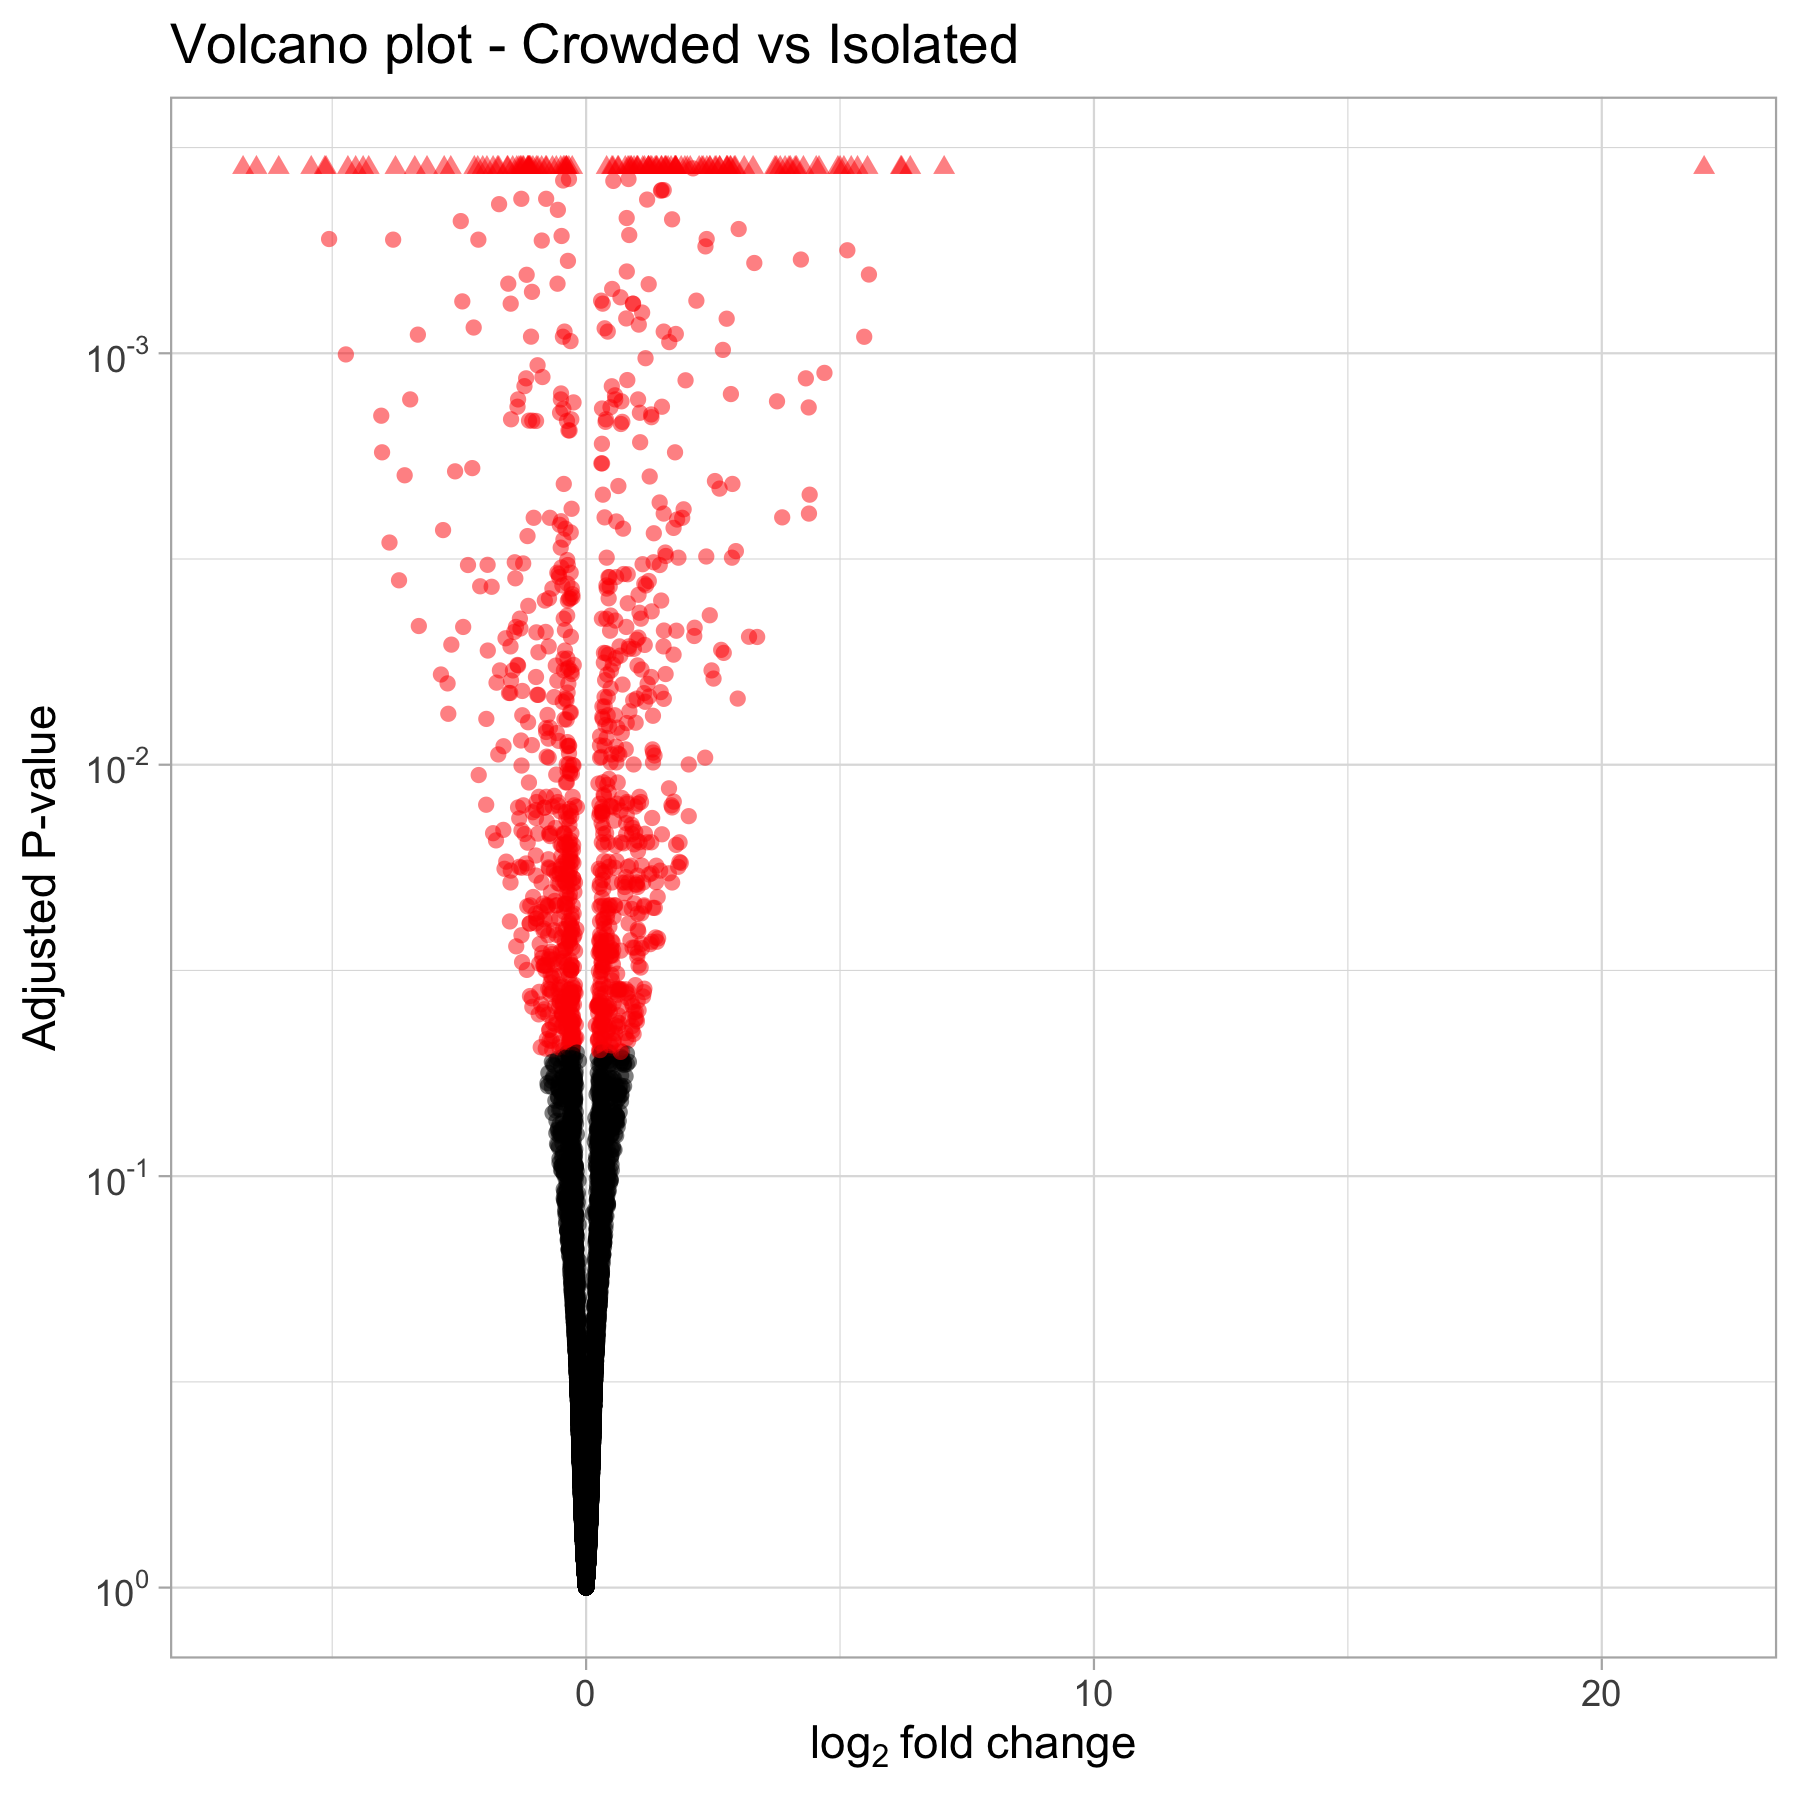 Volcano plot - Crowded vs Isolated
Adjusted P-value
10⁻³
10⁻²
10⁻¹
10⁰
0 10 20
log₂ fold change